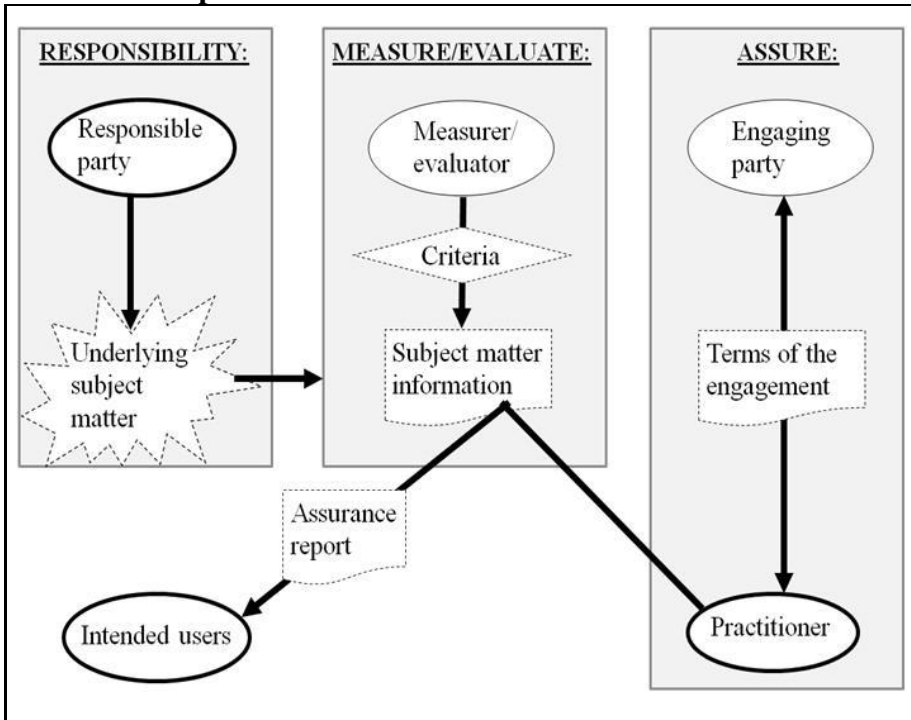 RESPONSIBILITY:
Responsible
party
Underlying
subject
matter
MEASURE/EVALUATE:
Measurer/
evaluator
Criteria
Subject matter
information
ASSURE:
Engaging
party
Terms of the
engagement
Practitioner
Assurance
report
Intended users